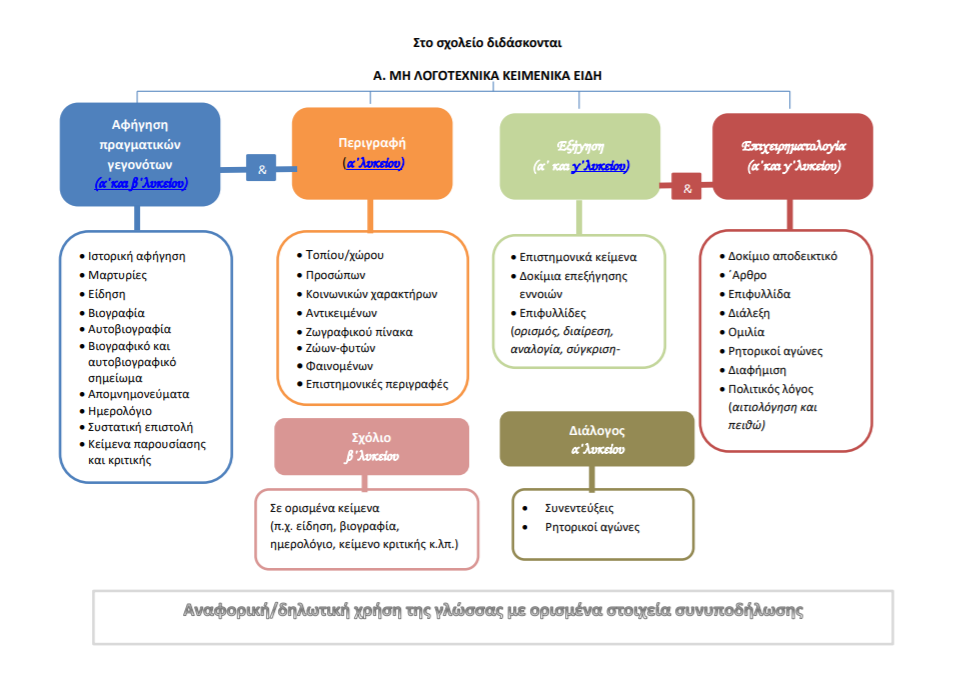 Στο σχολείο διδάσκονται
Α. ΜΗ ΛΟΓΟΤΕΧΝΙΚΑ ΚΕΙΜΕΝΙΚΑ ΕΙΔΗ
Αφήγηση
πραγματικών
γεγονότων
(α΄και β΄λυκείου)
&
Περιγραφή
(α΄λυκείου)
Εξήγηση
(α΄ και γ΄λυκείου)
&
Επιχειρηματολογία
(α΄και γ΄λυκείου)
• Ιστορική αφήγηση
• Μαρτυρίες
• Είδηση
• Βιογραφία
• Αυτοβιογραφία
• Βιογραφικό και
αυτοβιογραφικό
σημείωμα
• Απομνημονεύματα
• Ημερολόγιο
• Συστατική επιστολή
• Κείμενα παρουσίασης
και κριτικής
• Τοπίου/χώρου
• Προσώπων
• Κοινωνικών χαρακτήρων
• Αντικειμένων
• Ζωγραφικού πίνακα
• Ζώων-φυτών
• Φαινομένων
• Επιστημονικές περιγραφές
• Επιστημονικά κείμενα
• Δοκίμια επεξήγησης
εννοιών
• Επιφυλλίδες
(ορισμός, διαίρεση,
αναλογία, σύγκριση-
• Δοκίμιο αποδεικτικό
• ΄Αρθρο
• Επιφυλλίδα
• Διάλεξη
• Ομιλία
• Ρητορικοί αγώνες
• Διαφήμιση
• Πολιτικός λόγος
(αιτιολόγηση και
πειθώ)
Σχόλιο
β΄λυκείου
Σε ορισμένα κείμενα
(π.χ. είδηση, βιογραφία,
ημερολόγιο, κείμενο κριτικής κ.λπ.)
Διάλογος
α΄λυκείου
• Συνεντεύξεις
• Ρητορικοί αγώνες
Αναφορική/δηλωτική χρήση της γλώσσας με ορισμένα στοιχεία συνυποδήλωσης